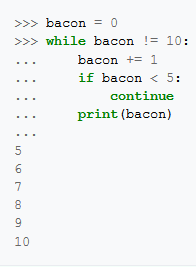 >>> bacon = 0
>>> while bacon != 10:
...     bacon += 1
...     if bacon < 5:
...         continue
...     print(bacon)
...
5
6
7
8
9
10